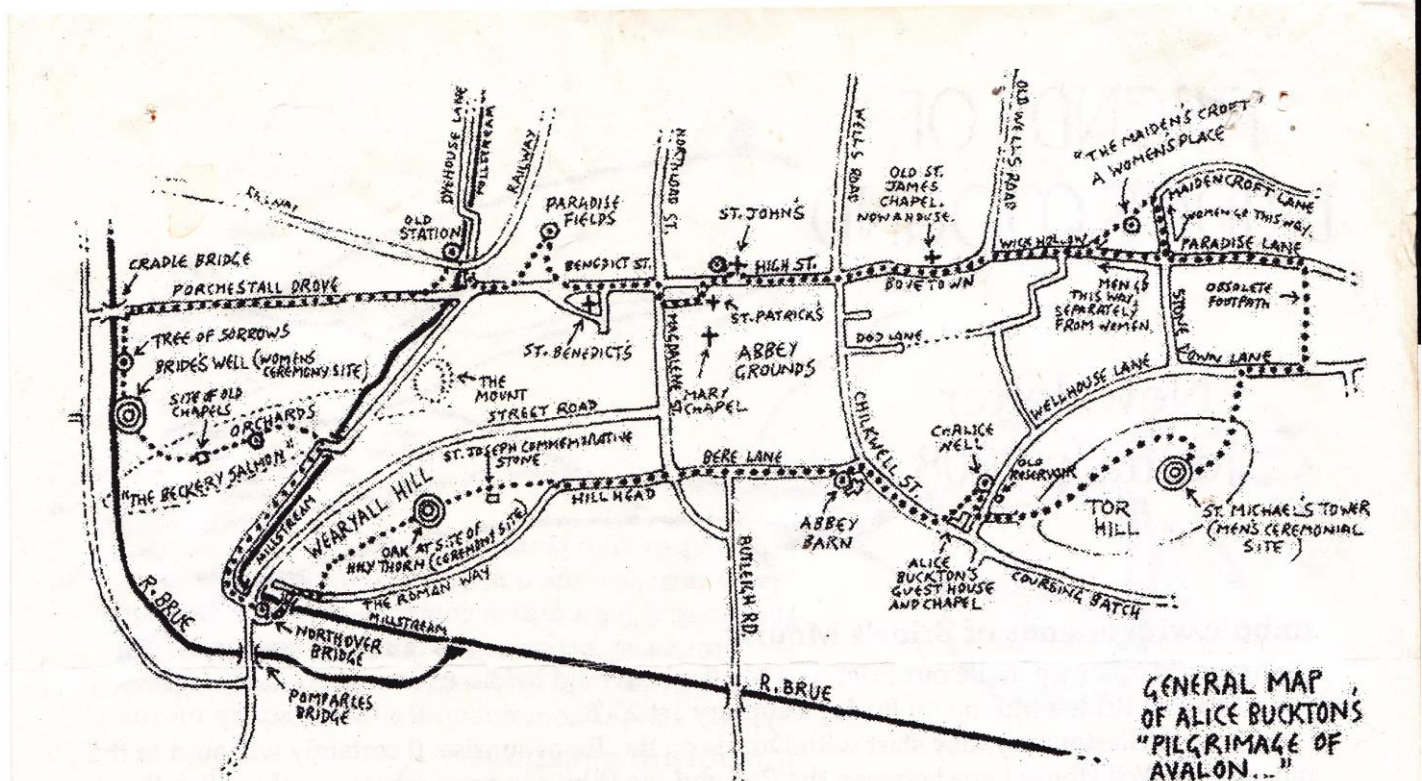 DYEHOUSE LANE
MILLSTREAM
RAILWAY
NORTHLOAD ST.
WELLS ROAD
OLD WELLS ROAD
"THE MAIDEN'S CROFT"
A WOMEN'S PLACE
MAIDENCROFT LANE
WOMEN GO THIS WAY.
OLD
STATION
PARADISE
FIELDS
ST. JOHN'S
OLD ST.
JAMES
CHAPEL.
NOW A HOUSE.
WICK HOLLOW
PARADISE LANE
CRADLE BRIDGE
PORCHESTALL DROVE
BENEDICT ST.
HIGH ST.
BOVETOWN
MEN GO
THIS WAY,
SEPARATELY
FROM WOMEN.
OBSOLETE
FOOTPATH
STONE
DOWN LANE
TREE OF SORROWS
BRIDE'S WELL (WOMENS
CEREMONY SITE)
ST. BENEDICT'S
ST. PATRICK'S
MAGDALENE ST
ABBEY
GROUNDS
DOD LANE
SITE OF OLD
CHAPELS
ORCHARDS
THE
MOUNT
MARY
CHAPEL
WELLHOUSE LANE
STREET ROAD
CHILKWELL ST.
CHALICE
WELL
"THE BECKERY SALMON"
ST. JOSEPH COMMEMORATIVE
STONE
BERE LANE
OLD
RESERVOIR
MILLSTREAM
WEARYALL HILL
HILL HEAD
TOR
HILL
ST. MICHAEL'S TOWER
(MEN'S CEREMONIAL
SITE)
OAK AT SITE OF
HOLY THORN (CEREMONY SITE)
ABBEY
BARN
R. BRUE
THE ROMAN WAY
BUTLEIGH RD.
ALICE
BUCKTON'S
GUEST HOUSE
AND CHAPEL
COURSING BATCH
MILLSTREAM
NORTHOVER
BRIDGE
POMPARLES
BRIDGE
R. BRUE
GENERAL MAP
OF ALICE BUCKTON'S
"PILGRIMAGE OF
AVALON..."